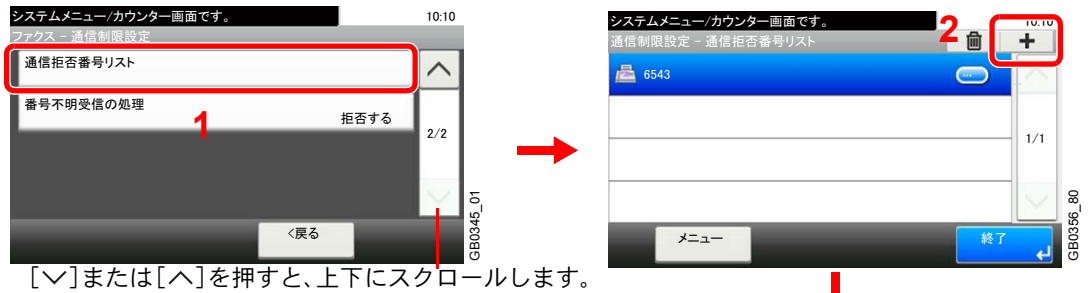 システムメニュー/カウンター画面です。
10:10
ファクス - 通信制限設定
通信拒否番号リスト
番号不明受信の処理
1
拒否する
2/2
<戻る
GB0345_01
[∨]または[∧]を押すと、上下にスクロールします。
システムメニュー/カウンター画面です。
10:10
通信制限設定 - 通信拒否番号リスト
2
+
6543
...
1/1
メニュー
終了
GB0356_80